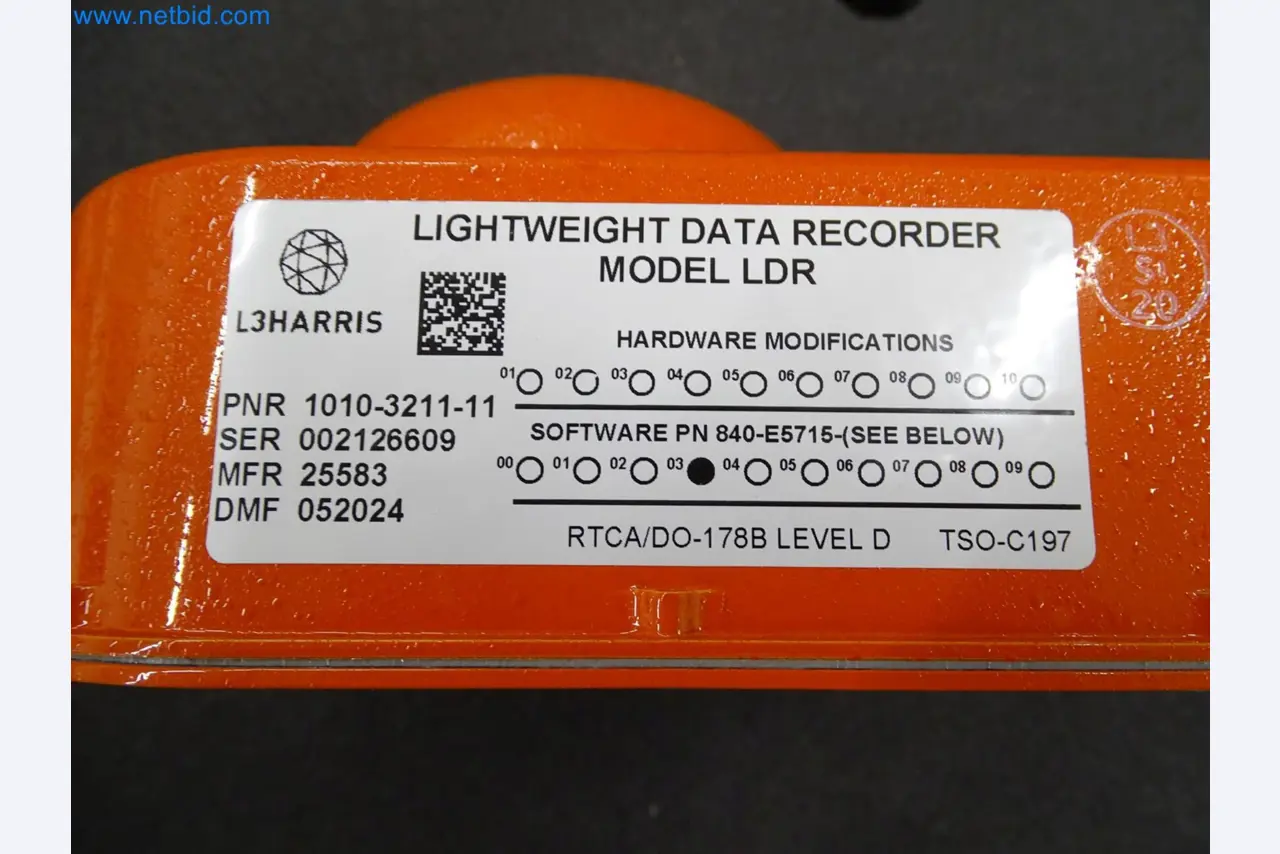 www.netbid.com
LIGHTWEIGHT DATA RECORDER
MODEL LDR
L3HARRIS
HARDWARE MODIFICATIONS
01 02 03 04 05 06 07 08 09 10
PNR 1010-3211-11
SER 002126609
MFR 25583
DMF 052024
SOFTWARE PN 840-E5715-(SEE BELOW)
00 01 02 03 04 05 06 07 08 09
RTCA/DO-178B LEVEL D TSO-C197
20